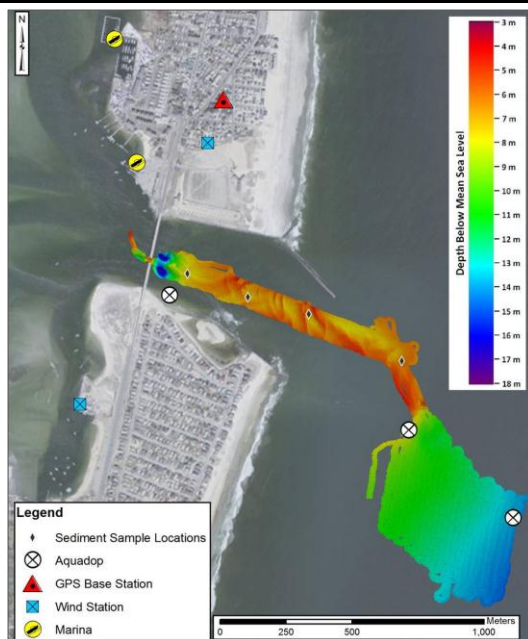 N
3 m
4 m
5 m
6 m
7 m
8 m
9 m
10 m
11 m
12 m
13 m
14 m
15 m
16 m
17 m
18 m
Depth Below Mean Sea Level
Legend
Sediment Sample Locations
Aquadop
GPS Base Station
Wind Station
Marina
Meters
0 250 500 1,000